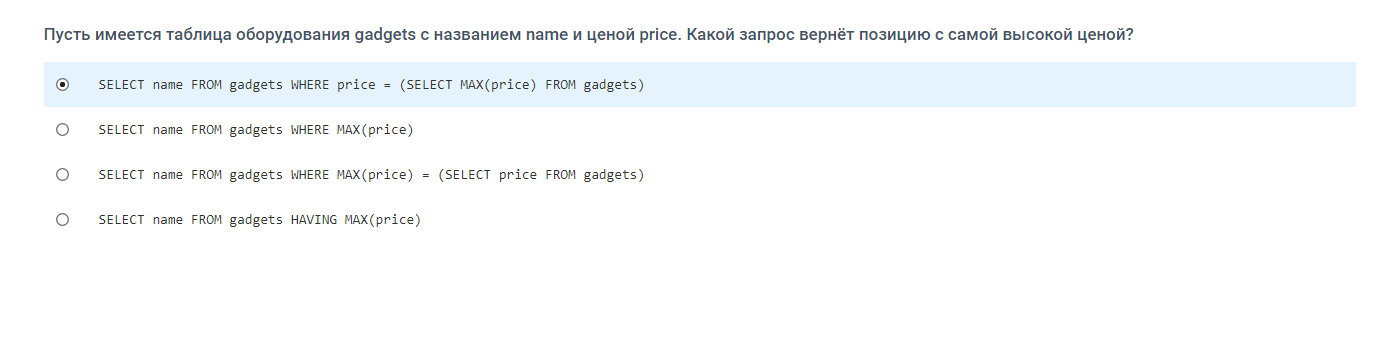 Пусть имеется таблица оборудования gadgets с названием name и ценой price. Какой запрос вернёт позицию с самой высокой ценой?
SELECT name FROM gadgets WHERE price = (SELECT MAX(price) FROM gadgets)
SELECT name FROM gadgets WHERE MAX(price)
SELECT name FROM gadgets WHERE MAX(price) = (SELECT price FROM gadgets)
SELECT name FROM gadgets HAVING MAX(price)